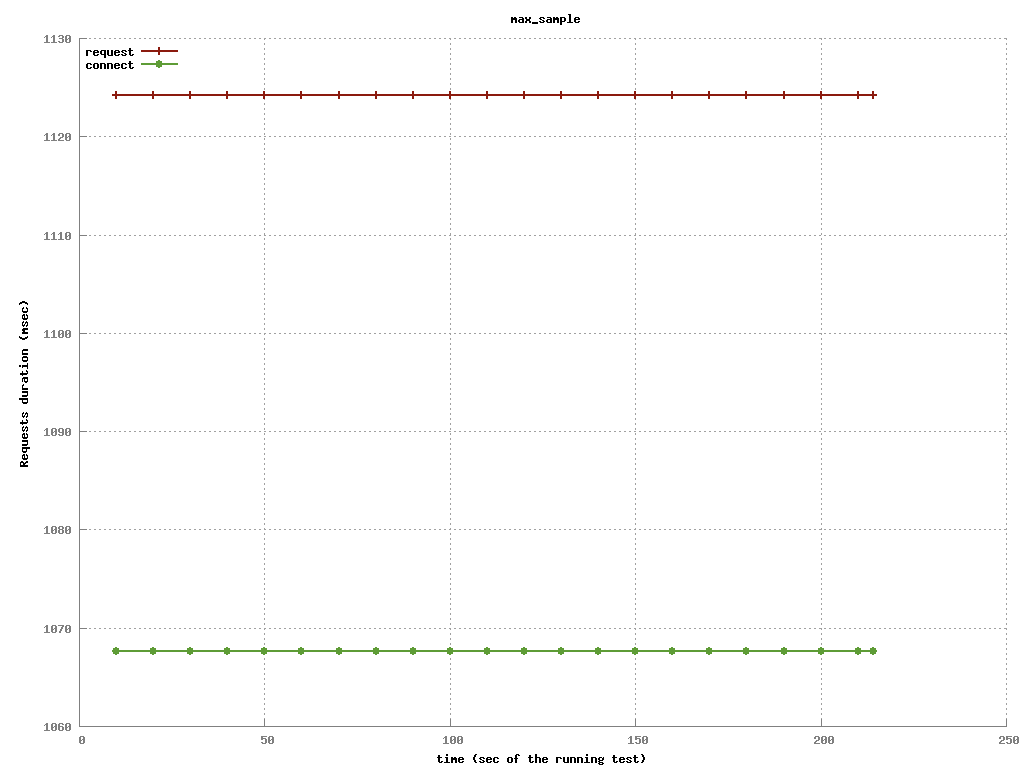 max_sample
1130
request
connect
1120
1110
1100
Requests duration (msec)
1090
1080
1070
1060
0 50 100 150 200 250
time (sec of the running test)